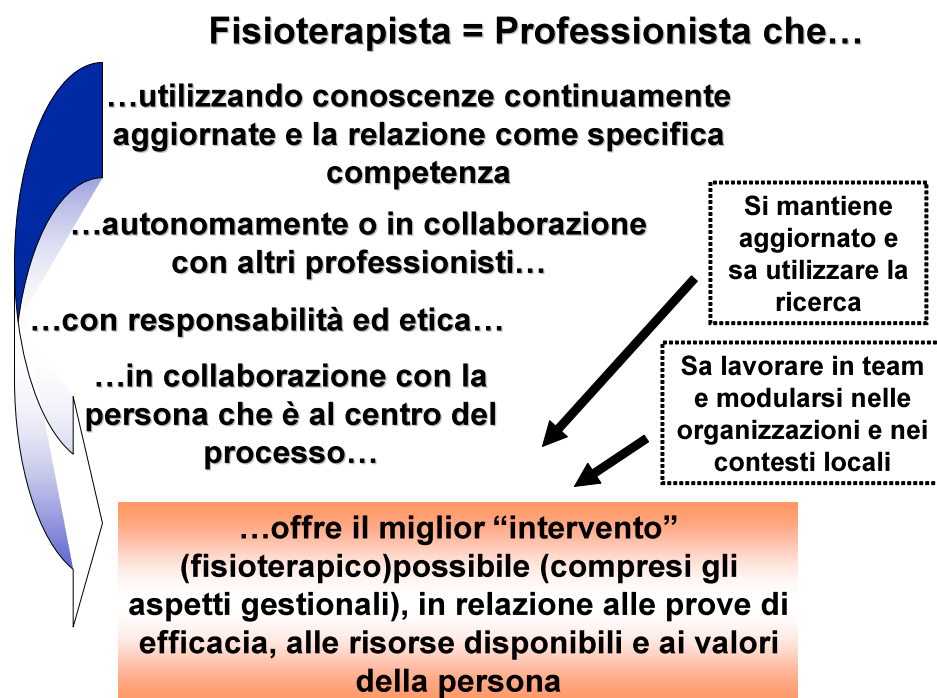 Fisioterapista = Professionista che…
…utilizzando conoscenze continuamente
aggiornate e la relazione come specifica
competenza
…autonomamente o in collaborazione
con altri professionisti…
…con responsabilità ed etica…
…in collaborazione con la
persona che è al centro del
processo…
Si mantiene
aggiornato e
sa utilizzare la
ricerca
Sa lavorare in team
e modularsi nelle
organizzazioni e nei
contesti locali
…offre il miglior “intervento”
(fisioterapico)possibile (compresi gli
aspetti gestionali), in relazione alle prove di
efficacia, alle risorse disponibili e ai valori
della persona